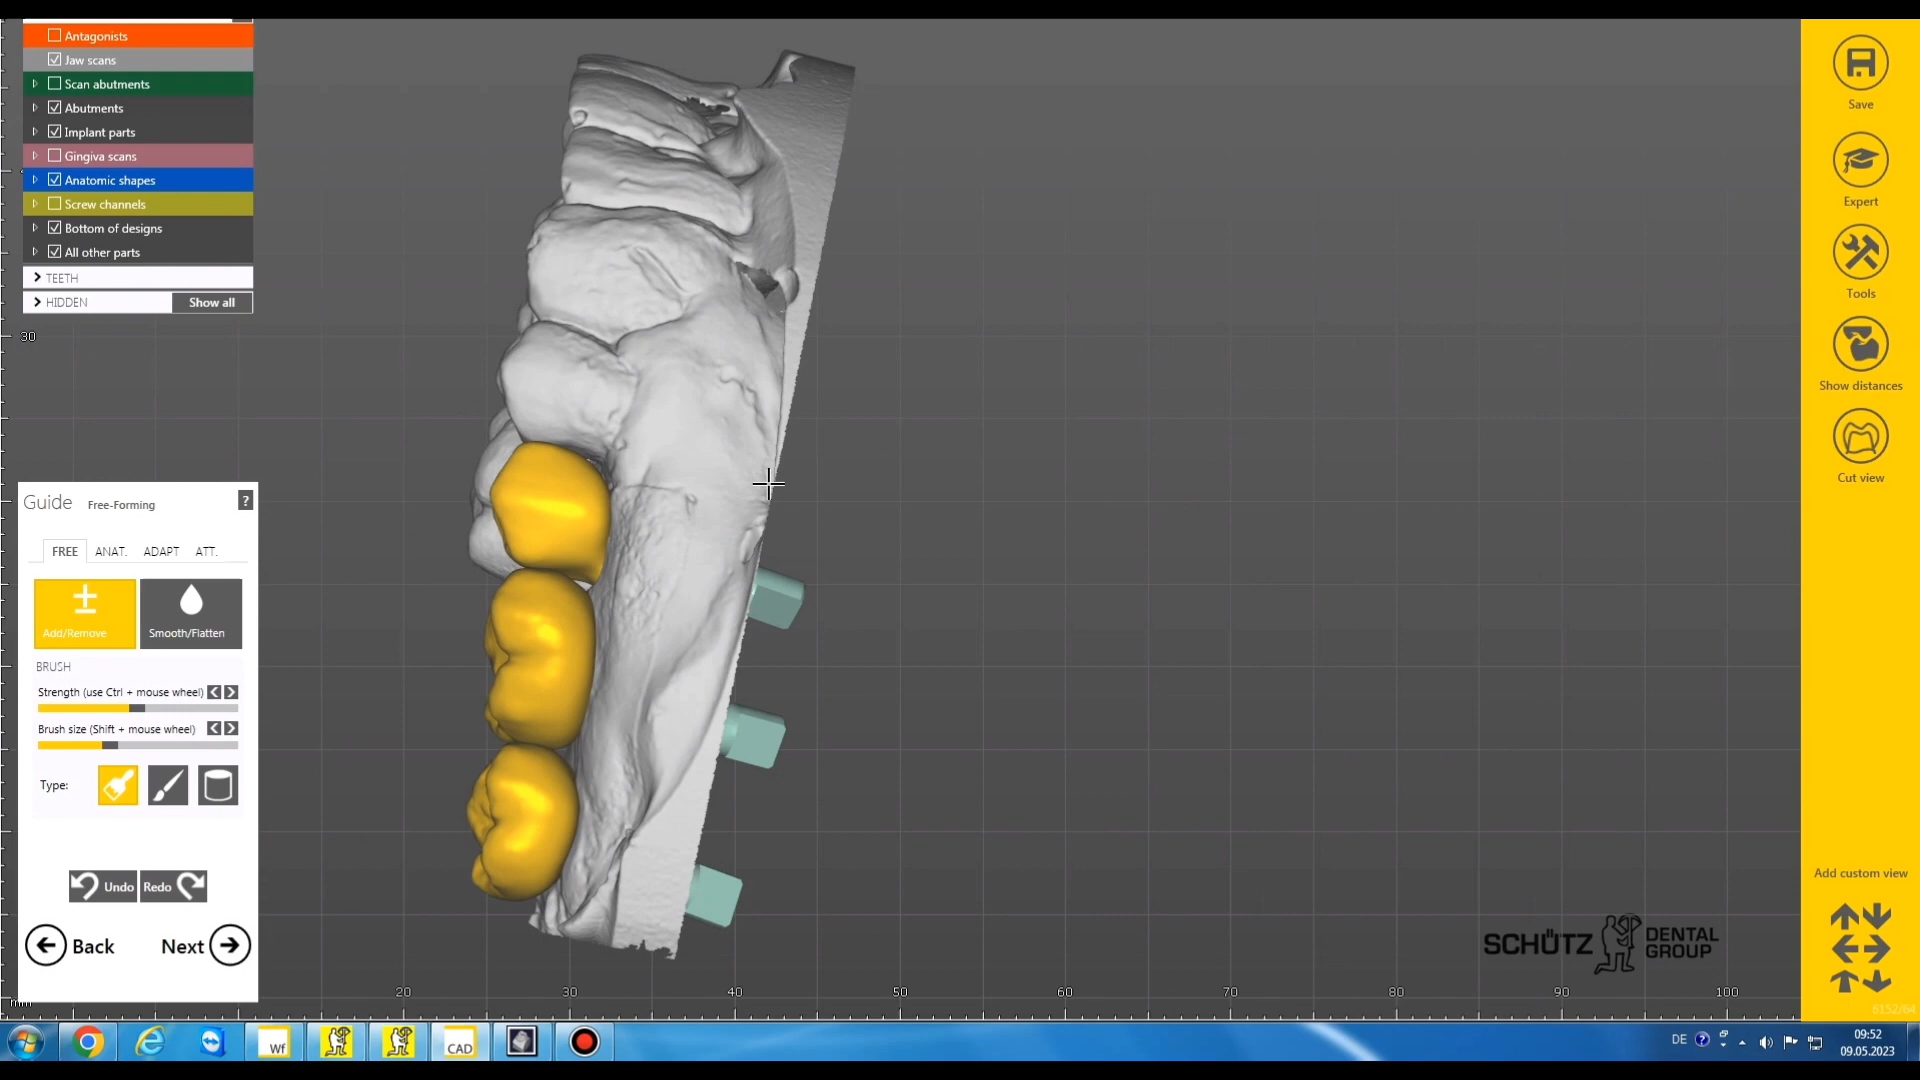 Antagonists
Jaw scans
Scan abutments
Abutments
Implant parts
Gingiva scans
Anatomic shapes
Screw channels
Bottom of designs
All other parts
TEETH
HIDDEN Show all
30
Guide Free-Forming ?
FREE ANAT. ADAPT ATT.
Add/Remove Smooth/Flatten
BRUSH
Strength (use Ctrl + mouse wheel)
Brush size (Shift + mouse wheel)
Type:
Undo Redo
Back Next
mm 20 30 40 50 60 70 80 90 100
Save
Expert
Tools
Show distances
Cut view
Add custom view
SCHÜTZ DENTAL
GROUP
6152/64
Wf CAD
DE ? 09:52
09.05.2023